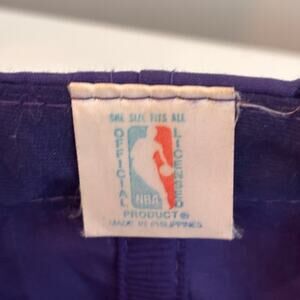 ONE SIZE FITS ALL
OFFICIAL
LICENSED
NBA
PRODUCT®
MADE IN PHILIPPINES